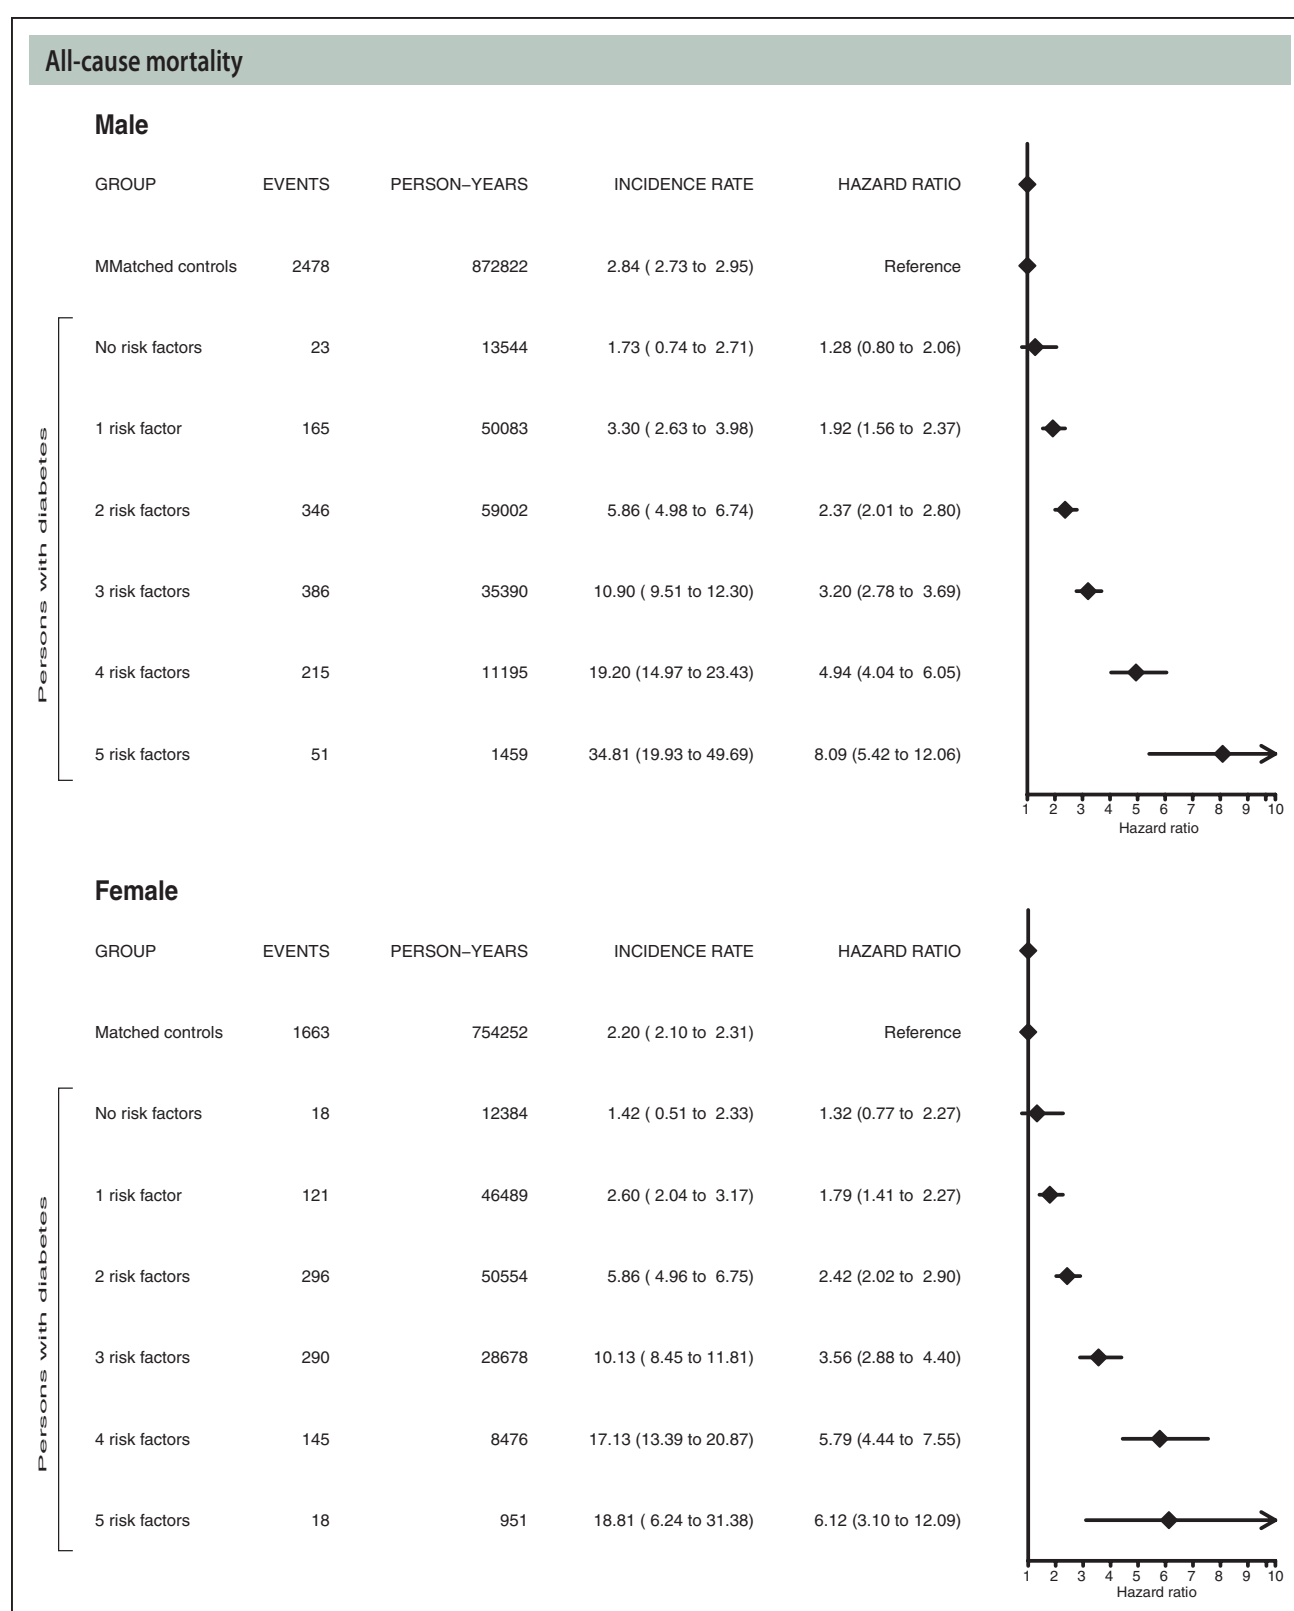 All-cause mortality
Male
GROUP EVENTS PERSON–YEARS INCIDENCE RATE HAZARD RATIO
MMatched controls 2478 872822 2.84 ( 2.73 to 2.95) Reference
No risk factors 23 13544 1.73 ( 0.74 to 2.71) 1.28 (0.80 to 2.06)
1 risk factor 165 50083 3.30 ( 2.63 to 3.98) 1.92 (1.56 to 2.37)
2 risk factors 346 59002 5.86 ( 4.98 to 6.74) 2.37 (2.01 to 2.80)
3 risk factors 386 35390 10.90 ( 9.51 to 12.30) 3.20 (2.78 to 3.69)
4 risk factors 215 11195 19.20 (14.97 to 23.43) 4.94 (4.04 to 6.05)
5 risk factors 51 1459 34.81 (19.93 to 49.69) 8.09 (5.42 to 12.06)
Persons with diabetes
1 2 3 4 5 6 7 8 9 10
Hazard ratio
Female
GROUP EVENTS PERSON–YEARS INCIDENCE RATE HAZARD RATIO
Matched controls 1663 754252 2.20 ( 2.10 to 2.31) Reference
No risk factors 18 12384 1.42 ( 0.51 to 2.33) 1.32 (0.77 to 2.27)
1 risk factor 121 46489 2.60 ( 2.04 to 3.17) 1.79 (1.41 to 2.27)
2 risk factors 296 50554 5.86 ( 4.96 to 6.75) 2.42 (2.02 to 2.90)
3 risk factors 290 28678 10.13 ( 8.45 to 11.81) 3.56 (2.88 to 4.40)
4 risk factors 145 8476 17.13 (13.39 to 20.87) 5.79 (4.44 to 7.55)
5 risk factors 18 951 18.81 ( 6.24 to 31.38) 6.12 (3.10 to 12.09)
Persons with diabetes
1 2 3 4 5 6 7 8 9 10
Hazard ratio